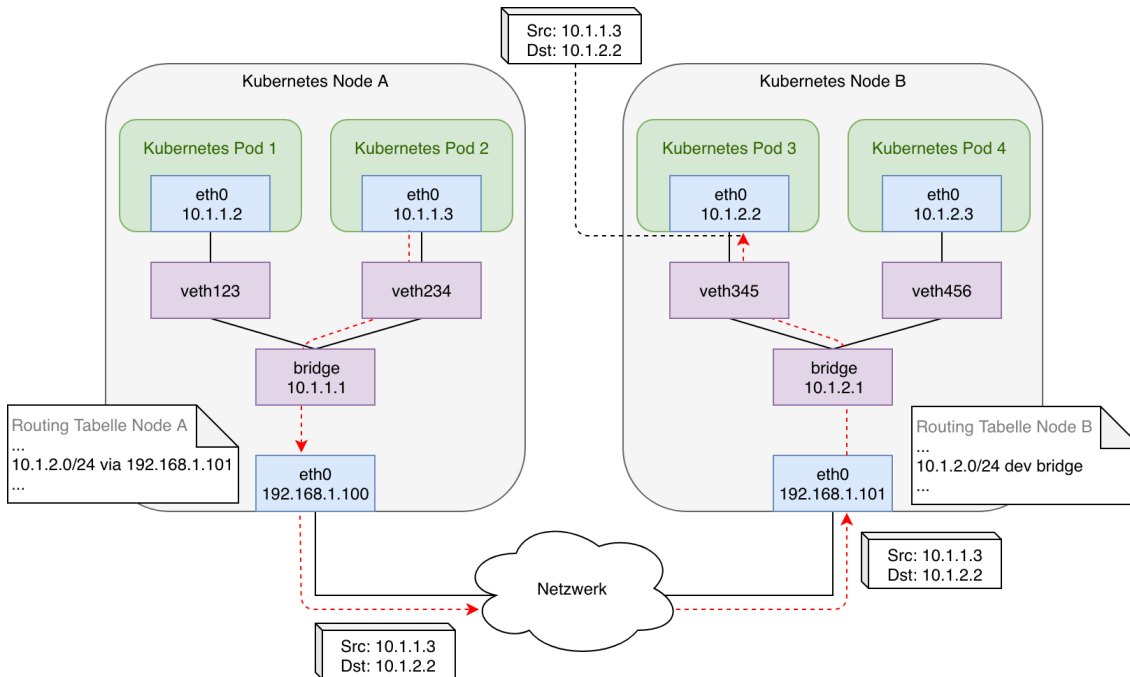 Src: 10.1.1.3
Dst: 10.1.2.2
Kubernetes Node A
Kubernetes Pod 1
eth0
10.1.1.2
Kubernetes Pod 2
eth0
10.1.1.3
veth123
veth234
bridge
10.1.1.1
Routing Tabelle Node A
...
10.1.2.0/24 via 192.168.1.101
...
eth0
192.168.1.100
Kubernetes Node B
Kubernetes Pod 3
eth0
10.1.2.2
Kubernetes Pod 4
eth0
10.1.2.3
veth345
veth456
bridge
10.1.2.1
Routing Tabelle Node B
...
10.1.2.0/24 dev bridge
...
eth0
192.168.1.101
Netzwerk
Src: 10.1.1.3
Dst: 10.1.2.2
Src: 10.1.1.3
Dst: 10.1.2.2